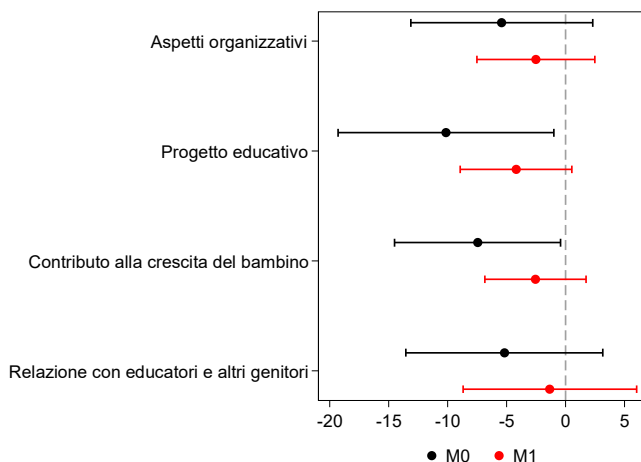 Aspetti organizzativi
Progetto educativo
Contributo alla crescita del bambino
Relazione con educatori e altri genitori
-20 -15 -10 -5 0 5
M0 M1